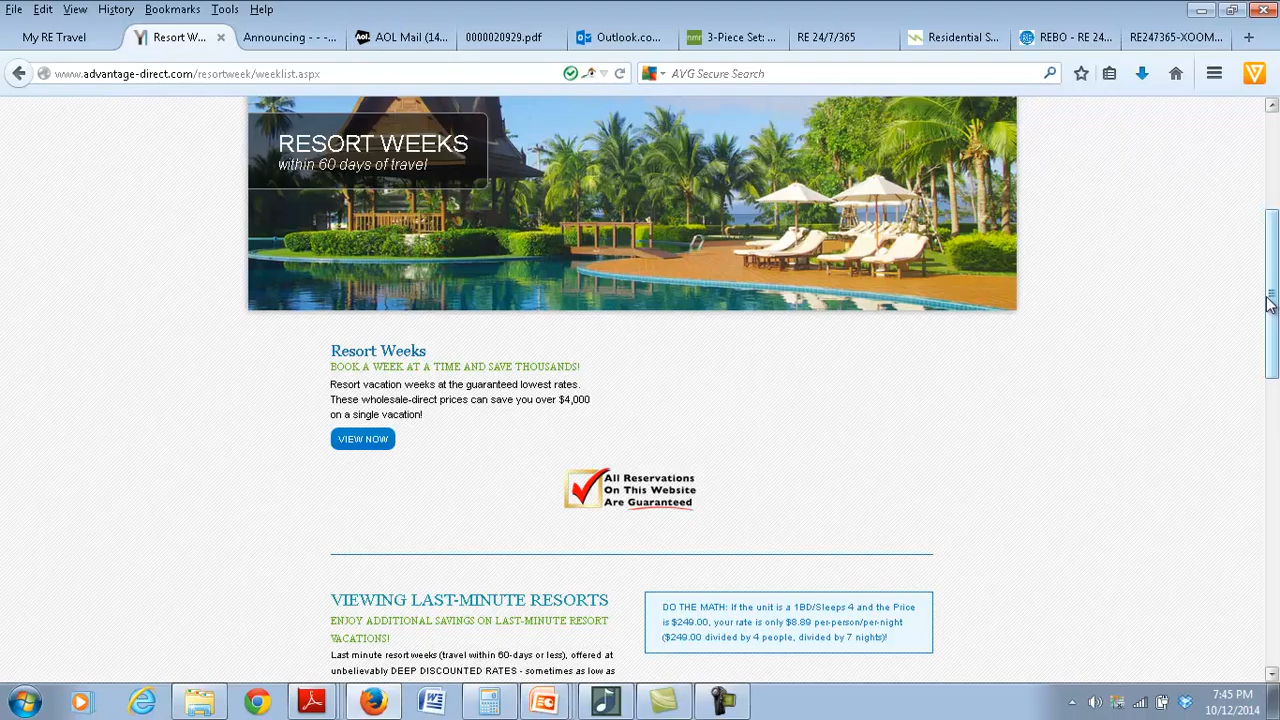 File Edit View History Bookmarks Tools Help
My RE Travel
Resort W...
Announcing - - -...
AOL Mail (14...
0000020929.pdf
Outlook.co...
3-Piece Set: ...
RE 24/7/365
Residential S...
REBO - RE 24...
RE247365-XOOM...
www.advantage-direct.com/resortweek/weeklist.aspx
AVG Secure Search
RESORT WEEKS
within 60 days of travel
Resort Weeks
BOOK A WEEK AT A TIME AND SAVE THOUSANDS!
Resort vacation weeks at the guaranteed lowest rates.
These wholesale-direct prices can save you over $4,000
on a single vacation!
VIEW NOW
All Reservations
On This Website
Are Guaranteed
VIEWING LAST-MINUTE RESORTS
ENJOY ADDITIONAL SAVINGS ON LAST-MINUTE RESORT
VACATIONS!
Last minute resort weeks (travel within 60-days or less), offered at
unbelievably DEEP DISCOUNTED RATES - sometimes as low as
DO THE MATH: If the unit is a 1BD/Sleeps 4 and the Price
is $249.00, your rate is only $8.89 per-person/per-night
($249.00 divided by 4 people, divided by 7 nights)!
7:45 PM
10/12/2014